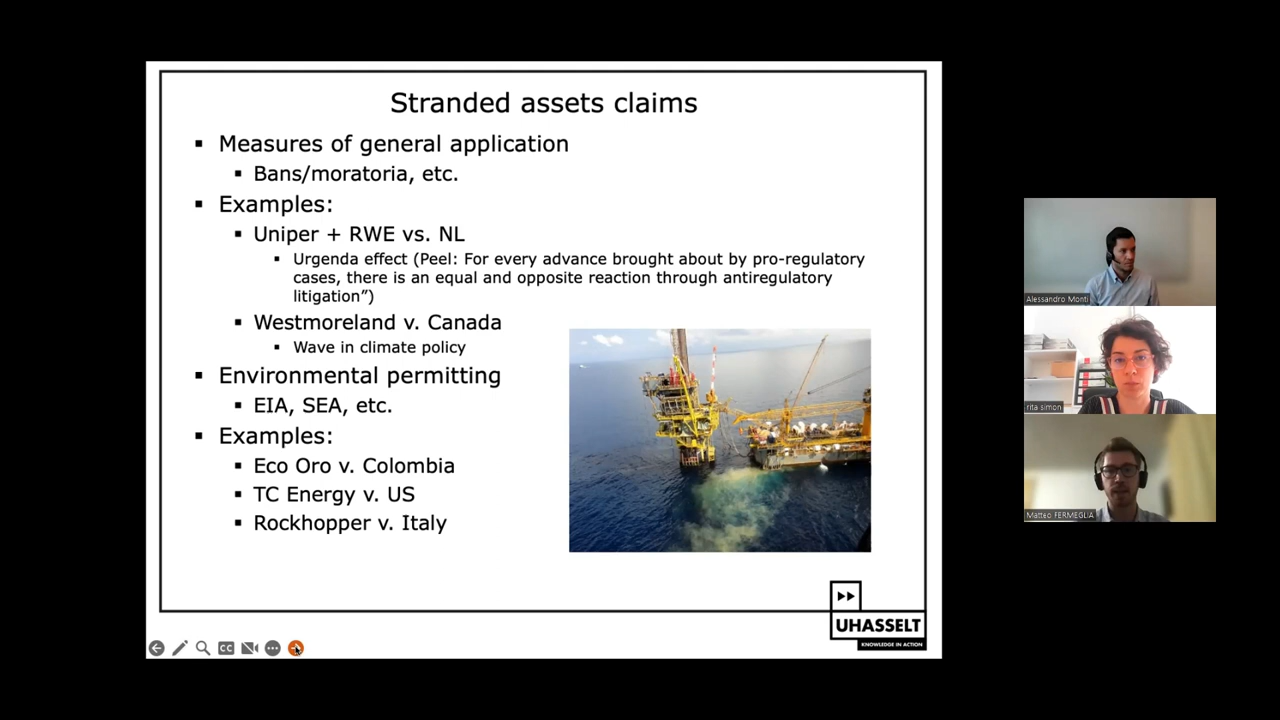 Stranded assets claims
▪ Measures of general application
▪ Bans/moratoria, etc.
▪ Examples:
▪ Uniper + RWE vs. NL
▪ Urgenda effect (Peel: For every advance brought about by pro-regulatory
cases, there is an equal and opposite reaction through antiregulatory
litigation”)
▪ Westmoreland v. Canada
▪ Wave in climate policy
▪ Environmental permitting
▪ EIA, SEA, etc.
▪ Examples:
▪ Eco Oro v. Colombia
▪ TC Energy v. US
▪ Rockhopper v. Italy
UHASSELT
KNOWLEDGE IN ACTION
CC
Alessandro Monti
rita simon
Matteo FERMEGLIA